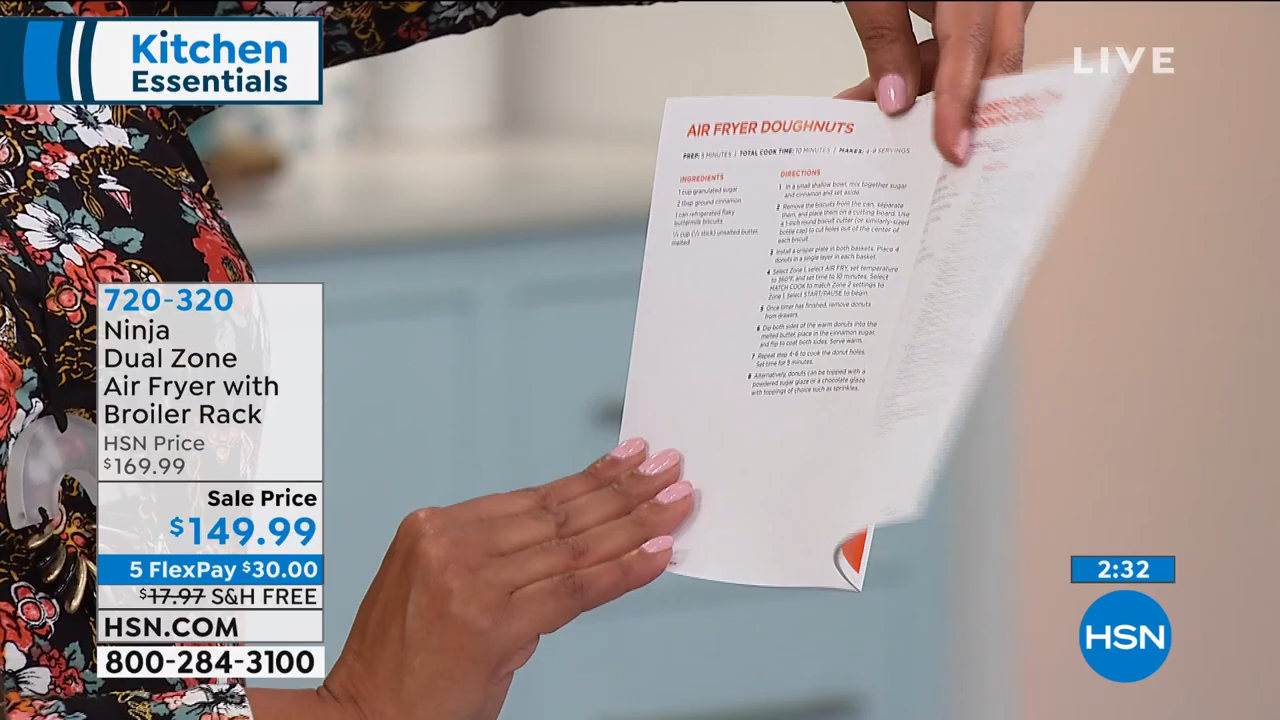 Kitchen
Essentials
LIVE
AIR FRYER DOUGHNUTS
PREP: 5 MINUTES | TOTAL COOK TIME: 10 MINUTES | MAKES: 4-8 SERVINGS
INGREDIENTS
1 cup granulated sugar
2 tbsp ground cinnamon
1 can refrigerated flaky
buttermilk biscuits
unsalted butter,
melted
DIRECTIONS
1 In a small shallow bowl, mix together sugar
and cinnamon and set aside.
2 Remove the biscuits from the can, separate
them, and place them on a cutting board. Use
a 1-inch round biscuit cutter (or similarly-sized
bottle cap) to cut holes out of the center of
each biscuit.
3 Install a crisper plate in both baskets. Place 4
donuts in a single layer in each basket.
4 Select Zone 1, select AIR FRY, set temperature
to 360°F, and set time to 10 minutes. Select
MATCH COOK to match Zone 2 settings to
Zone 1. Select START/PAUSE to begin.
5 Once timer has finished, remove donuts
from drawers.
6 Dip both sides of the warm donuts into the
melted butter, place in the cinnamon sugar,
and flip to coat both sides. Serve warm.
7 Repeat step 4-6 to cook the donut holes.
Set time for 5 minutes.
8 Alternatively, donuts can be topped with a
powdered sugar glaze or a chocolate glaze
with toppings of choice such as sprinkles.
720-320
Ninja
Dual Zone
Air Fryer with
Broiler Rack
HSN Price
$169.99
Sale Price
$149.99
5 FlexPay $30.00
$17.97 S&H FREE
HSN.COM
800-284-3100
2:32
HSN